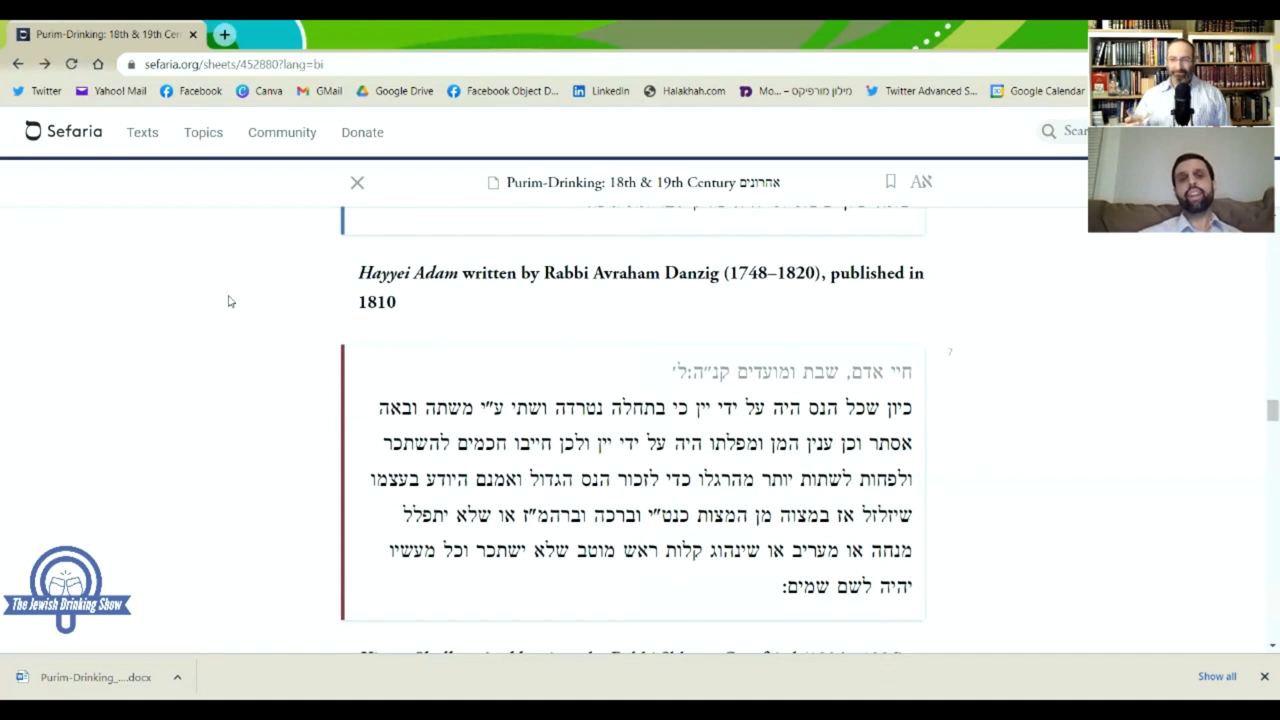 Purim-Drinking: 18th & 19th Cen
sefaria.org/sheets/452880?lang=bi
Twitter
Yahoo! Mail
Facebook
Canva
GMail
Google Drive
Facebook Object D...
LinkedIn
Halakhah.com
Mo... – מילון מורפיקס
Twitter Advanced S...
Google Calendar
Sefaria
Texts
Topics
Community
Donate
Sear
Purim-Drinking: 18th & 19th Century אחרונים
אA
Hayyei Adam written by Rabbi Avraham Danzig (1748–1820), published in
1810
7
חיי אדם, שבת ומועדים קנ״ה:ל׳
כיון שכל הנס היה על ידי יין כי בתחלה נטרדה ושתי ע"י משתה ובאה
אסתר וכן ענין המן ומפלתו היה על ידי יין ולכן חייבו חכמים להשתכר
ולפחות לשתות יותר מהרגלו כדי לזכור הנס הגדול ואמנם היודע בעצמו
שיזלזל אז במצוה מן המצות כנט"י וברכה וברהמ"ז או שלא יתפלל
מנחה או מעריב או שינהוג קלות ראש מוטב שלא ישתכר וכל מעשיו
יהיה לשם שמים:
The Jewish Drinking Show
Purim-Drinking_....docx
Show all